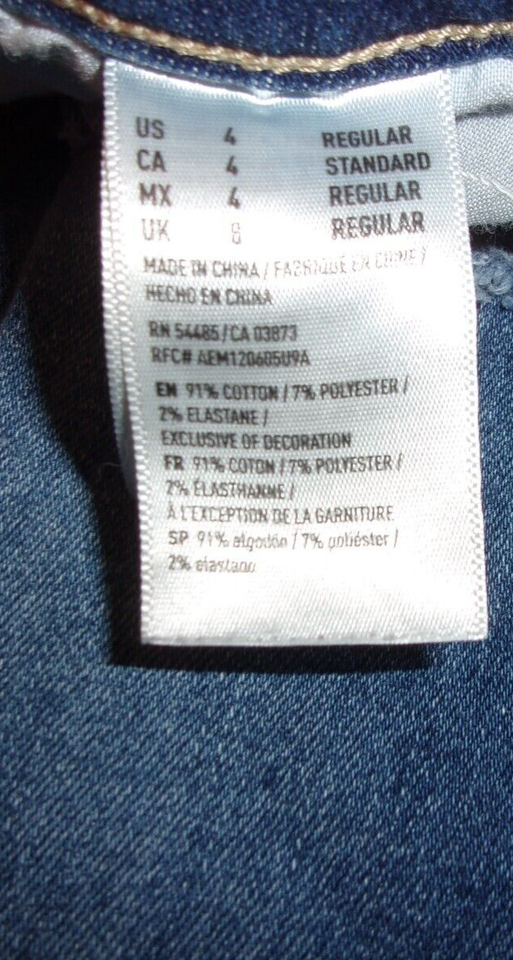 US 4 REGULAR
CA 4 STANDARD
MX 4 REGULAR
UK 8 REGULAR
MADE IN CHINA / FABRIQUÉ EN CHINE /
HECHO EN CHINA
RN 54485/CA 03873
RFC# AEM120605U9A
EN 91% COTTON / 7% POLYESTER /
2% ELASTANE /
EXCLUSIVE OF DECORATION
FR 91% COTON / 7% POLYESTER /
2% ÉLASTHANNE /
À L'EXCEPTION DE LA GARNITURE
SP 91% algodón / 7% poliéster /
2% elastano